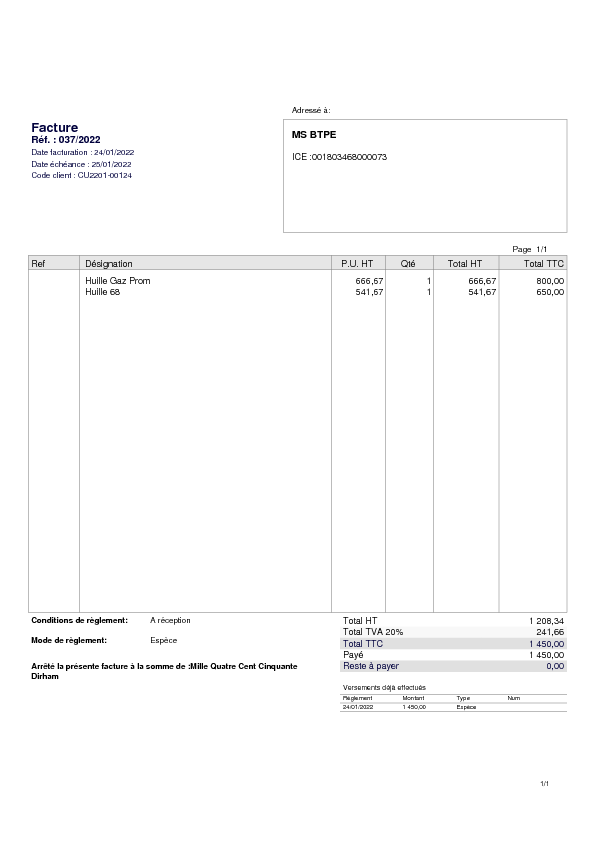 Adressé à:
Facture
Réf. : 037/2022
Date facturation : 24/01/2022
Date échéance : 25/01/2022
Code client : CU2201-00124
MS BTPE
ICE :001803468000073
Page 1/1
Ref Désignation P.U. HT Qté Total HT Total TTC
Huille Gaz Prom 666,67 1 666,67 800,00
Huille 68 541,67 1 541,67 650,00
Conditions de règlement: A réception
Mode de règlement: Espèce
Arrêté la présente facture à la somme de :Mille Quatre Cent Cinquante
Dirham
Total HT 1 208,34
Total TVA 20% 241,66
Total TTC 1 450,00
Payé 1 450,00
Reste à payer 0,00
Versements déjà effectués
Règlement Montant Type Num
24/01/2022 1 450,00 Espèce
1/1